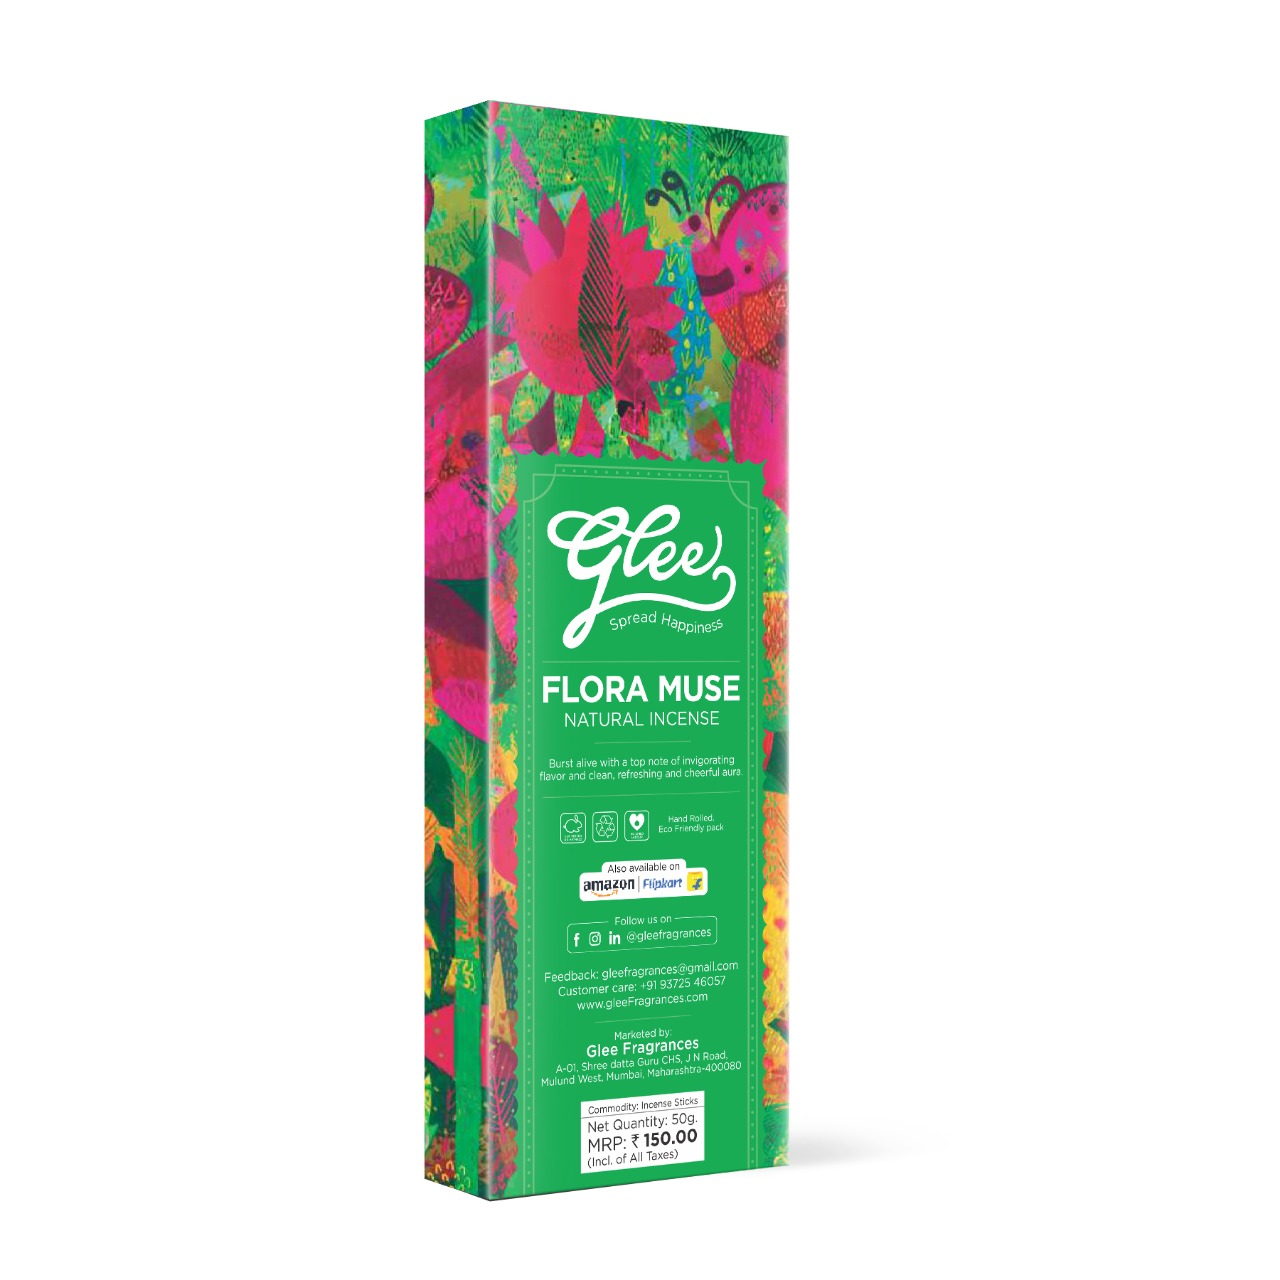 Glee
Spread Happiness
FLORA MUSE
NATURAL INCENSE
Burst alive with a top note of invigorating
flavor and clean, refreshing and cheerful aura.
Hand Rolled,
Eco Friendly pack
Also available on
amazon | Flipkart
Follow us on
f in @gleefragrances
Feedback: gleefragrances@gmail.com
Customer care: +91 93725 46057
www.gleeFragrances.com
Marketed by:
Glee Fragrances
A-01, Shree datta Guru CHS, J N Road,
Mulund West, Mumbai, Maharashtra-400080
Commodity: Incense Sticks
Net Quantity: 50g.
MRP: ₹ 150.00
(Incl. of All Taxes)